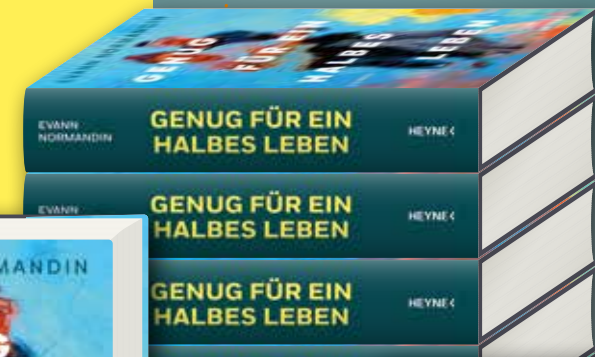 GENUG
FÜR EIN
HALBES
LEBEN
EVANN
NORMANDIN
GENUG FÜR EIN
HALBES LEBEN
HEYNE <
EVANN
GENUG FÜR EIN
HALBES LEBEN
HEYNE <
MANDIN
GENUG FÜR EIN
HALBES LEBEN
HEYNE <